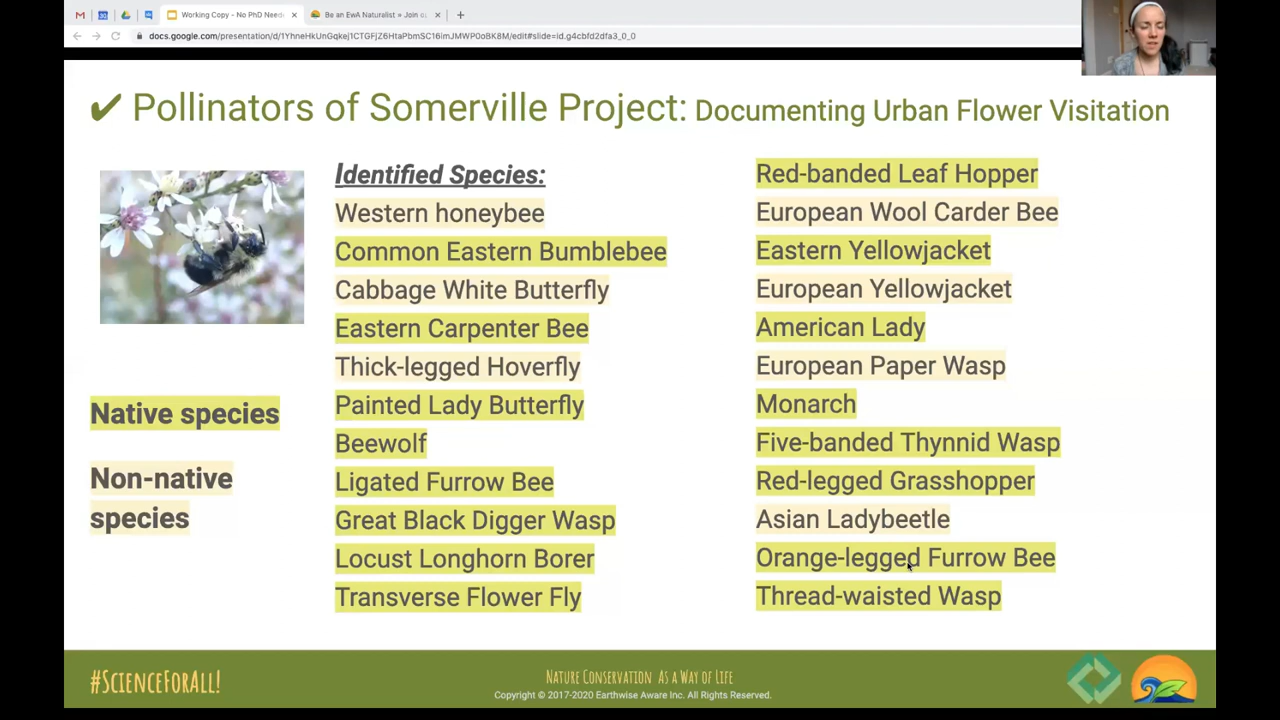 Working Copy - No PhD Neede
Be an EwA Naturalist » Join ou
docs.google.com/presentation/d/1YhneHkUnGqkej1CTGFjZ6HtaPbmSC16imJMWP0oBK8M/edit#slide=id.g4cbfd2dfa3_0_0
✔ Pollinators of Somerville Project: Documenting Urban Flower Visitation
Identified Species:
Western honeybee
Common Eastern Bumblebee
Cabbage White Butterfly
Eastern Carpenter Bee
Thick-legged Hoverfly
Painted Lady Butterfly
Beewolf
Ligated Furrow Bee
Great Black Digger Wasp
Locust Longhorn Borer
Transverse Flower Fly
Red-banded Leaf Hopper
European Wool Carder Bee
Eastern Yellowjacket
European Yellowjacket
American Lady
European Paper Wasp
Monarch
Five-banded Thynnid Wasp
Red-legged Grasshopper
Asian Ladybeetle
Orange-legged Furrow Bee
Thread-waisted Wasp
Native species
Non-native
species
#ScienceForAll!
Nature Conservation As a Way of Life
Copyright © 2017-2020 Earthwise Aware Inc. All Rights Reserved.